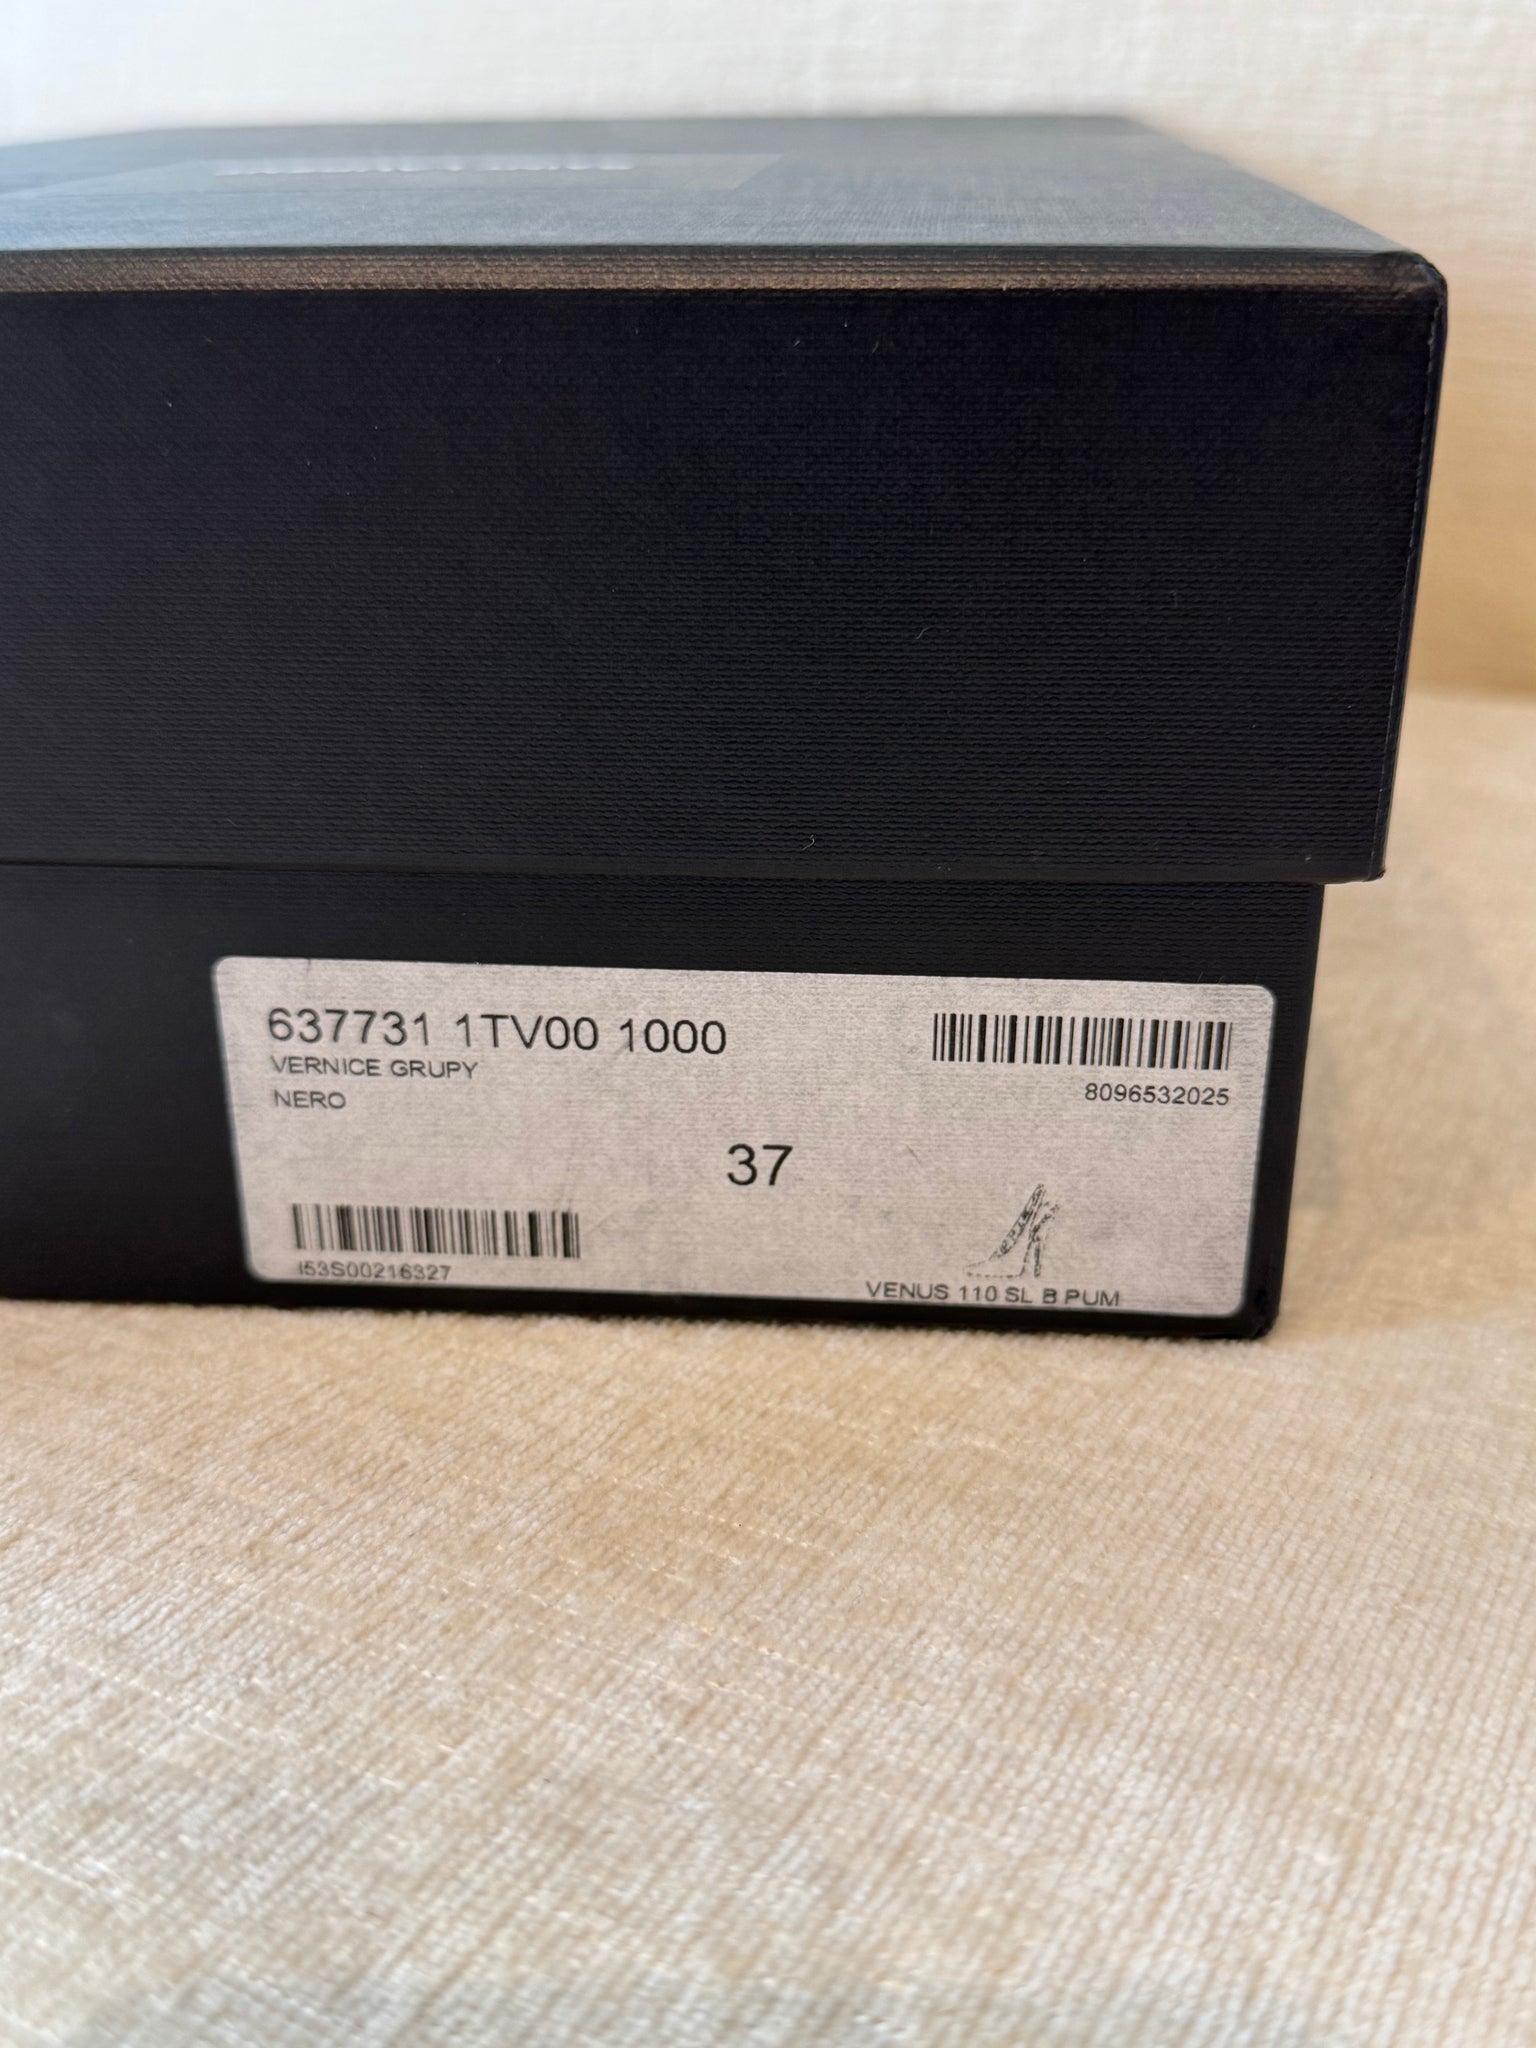 637731 1TV00 1000
VERNICE GRUPY
NERO
8096532025
37
I53S00216327
VENUS 110 SL B PUM